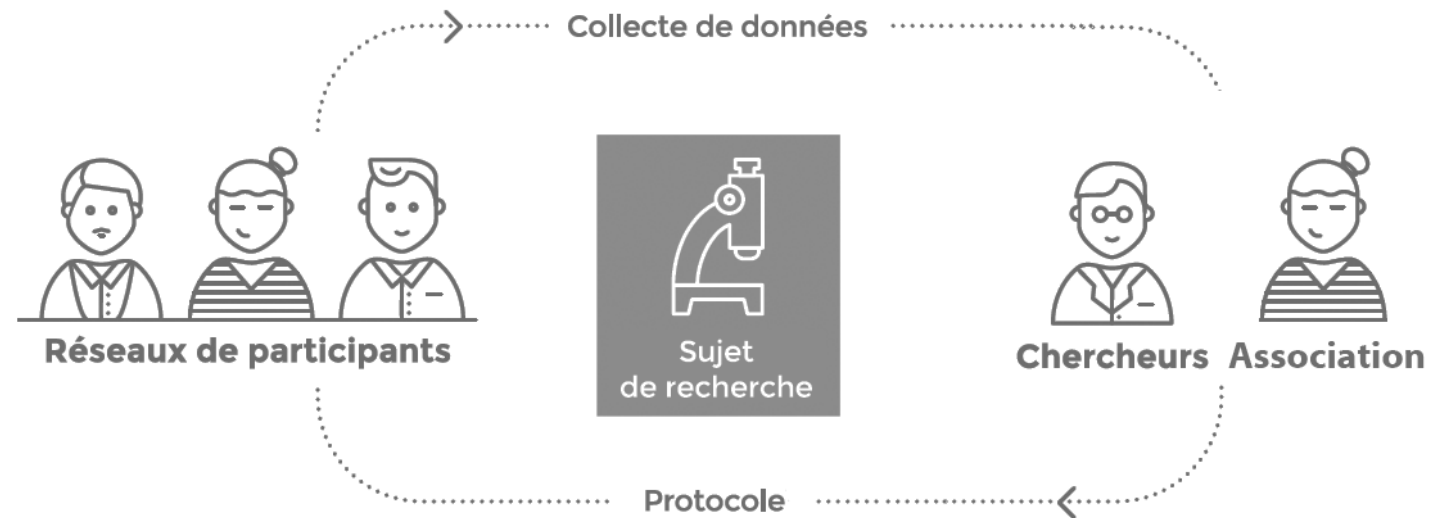 Collecte de données
Réseaux de participants
Sujet
de recherche
Chercheurs
Association
Protocole